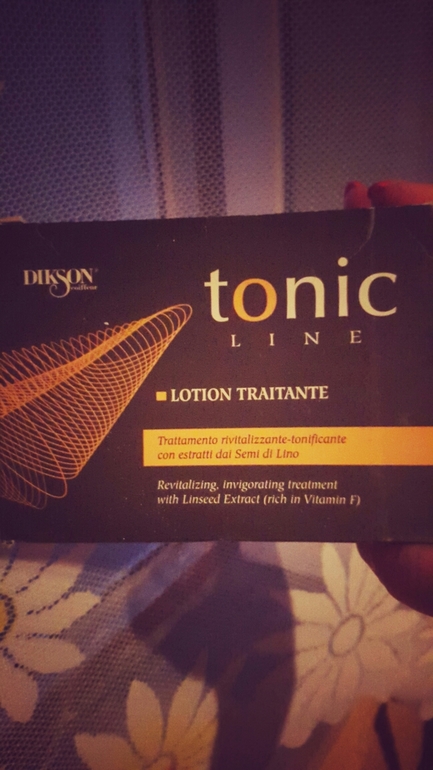 DIKSON®
coiffeur
tonic
LINE
LOTION TRAITANTE
Trattamento rivitalizzante-tonificante
con estratti dai Semi di Lino
Revitalizing, invigorating treatment
with Linseed Extract (rich in Vitamin F)